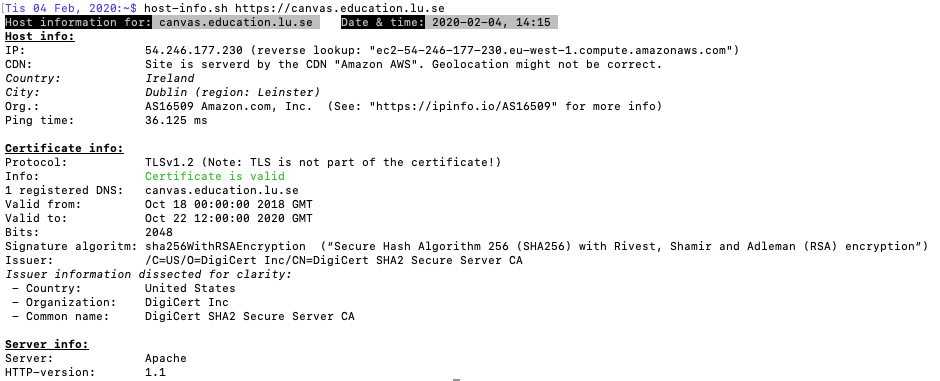 [Tis 04 Feb, 2020:~$ host-info.sh https://canvas.education.lu.se
Host information for: canvas.education.lu.se Date & time: 2020-02-04, 14:15
Host info:
IP: 54.246.177.230 (reverse lookup: "ec2-54-246-177-230.eu-west-1.compute.amazonaws.com")
CDN: Site is serverd by the CDN "Amazon AWS". Geolocation might not be correct.
Country: Ireland
City: Dublin (region: Leinster)
Org.: AS16509 Amazon.com, Inc. (See: "https://ipinfo.io/AS16509" for more info)
Ping time: 36.125 ms
Certificate info:
Protocol: TLSv1.2 (Note: TLS is not part of the certificate!)
Info: Certificate is valid
1 registered DNS: canvas.education.lu.se
Valid from: Oct 18 00:00:00 2018 GMT
Valid to: Oct 22 12:00:00 2020 GMT
Bits: 2048
Signature algoritm: sha256WithRSAEncryption (“Secure Hash Algorithm 256 (SHA256) with Rivest, Shamir and Adleman (RSA) encryption”)
Issuer: /C=US/O=DigiCert Inc/CN=DigiCert SHA2 Secure Server CA
Issuer information dissected for clarity:
– Country: United States
– Organization: DigiCert Inc
– Common name: DigiCert SHA2 Secure Server CA
Server info:
Server: Apache
HTTP-version: 1.1